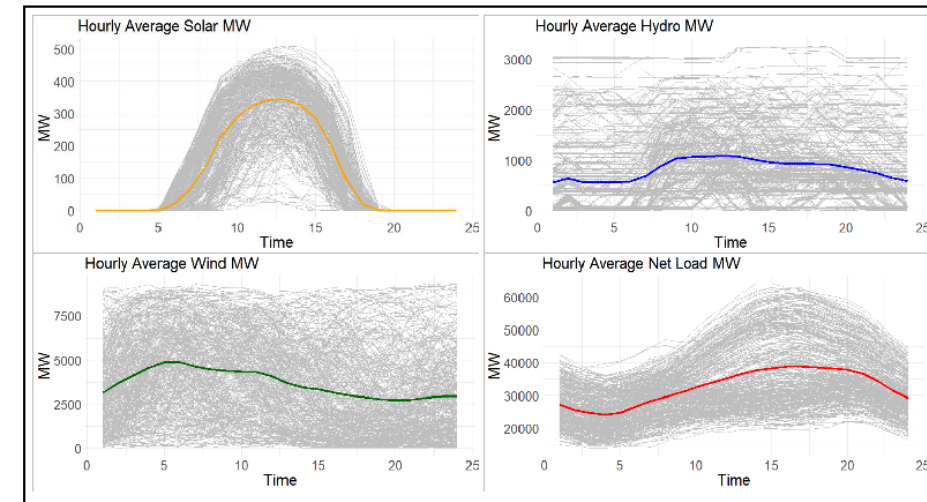 Hourly Average Solar MW
500
400
300
200
100
0
MW
0 5 10 15 20 25
Time
Hourly Average Hydro MW
3000
2000
1000
0
MW
0 5 10 15 20 25
Time
Hourly Average Wind MW
7500
5000
2500
0
MW
0 5 10 15 20 25
Time
Hourly Average Net Load MW
60000
50000
40000
30000
20000
MW
0 5 10 15 20 25
Time